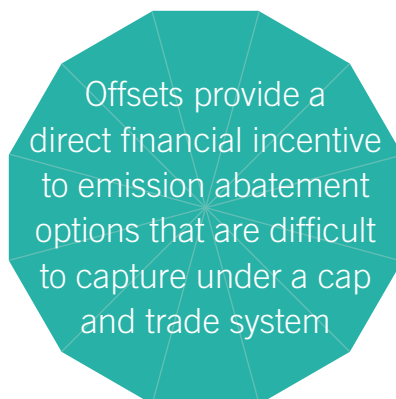 Offsets provide a
direct financial incentive
to emission abatement
options that are difficult
to capture under a cap
and trade system